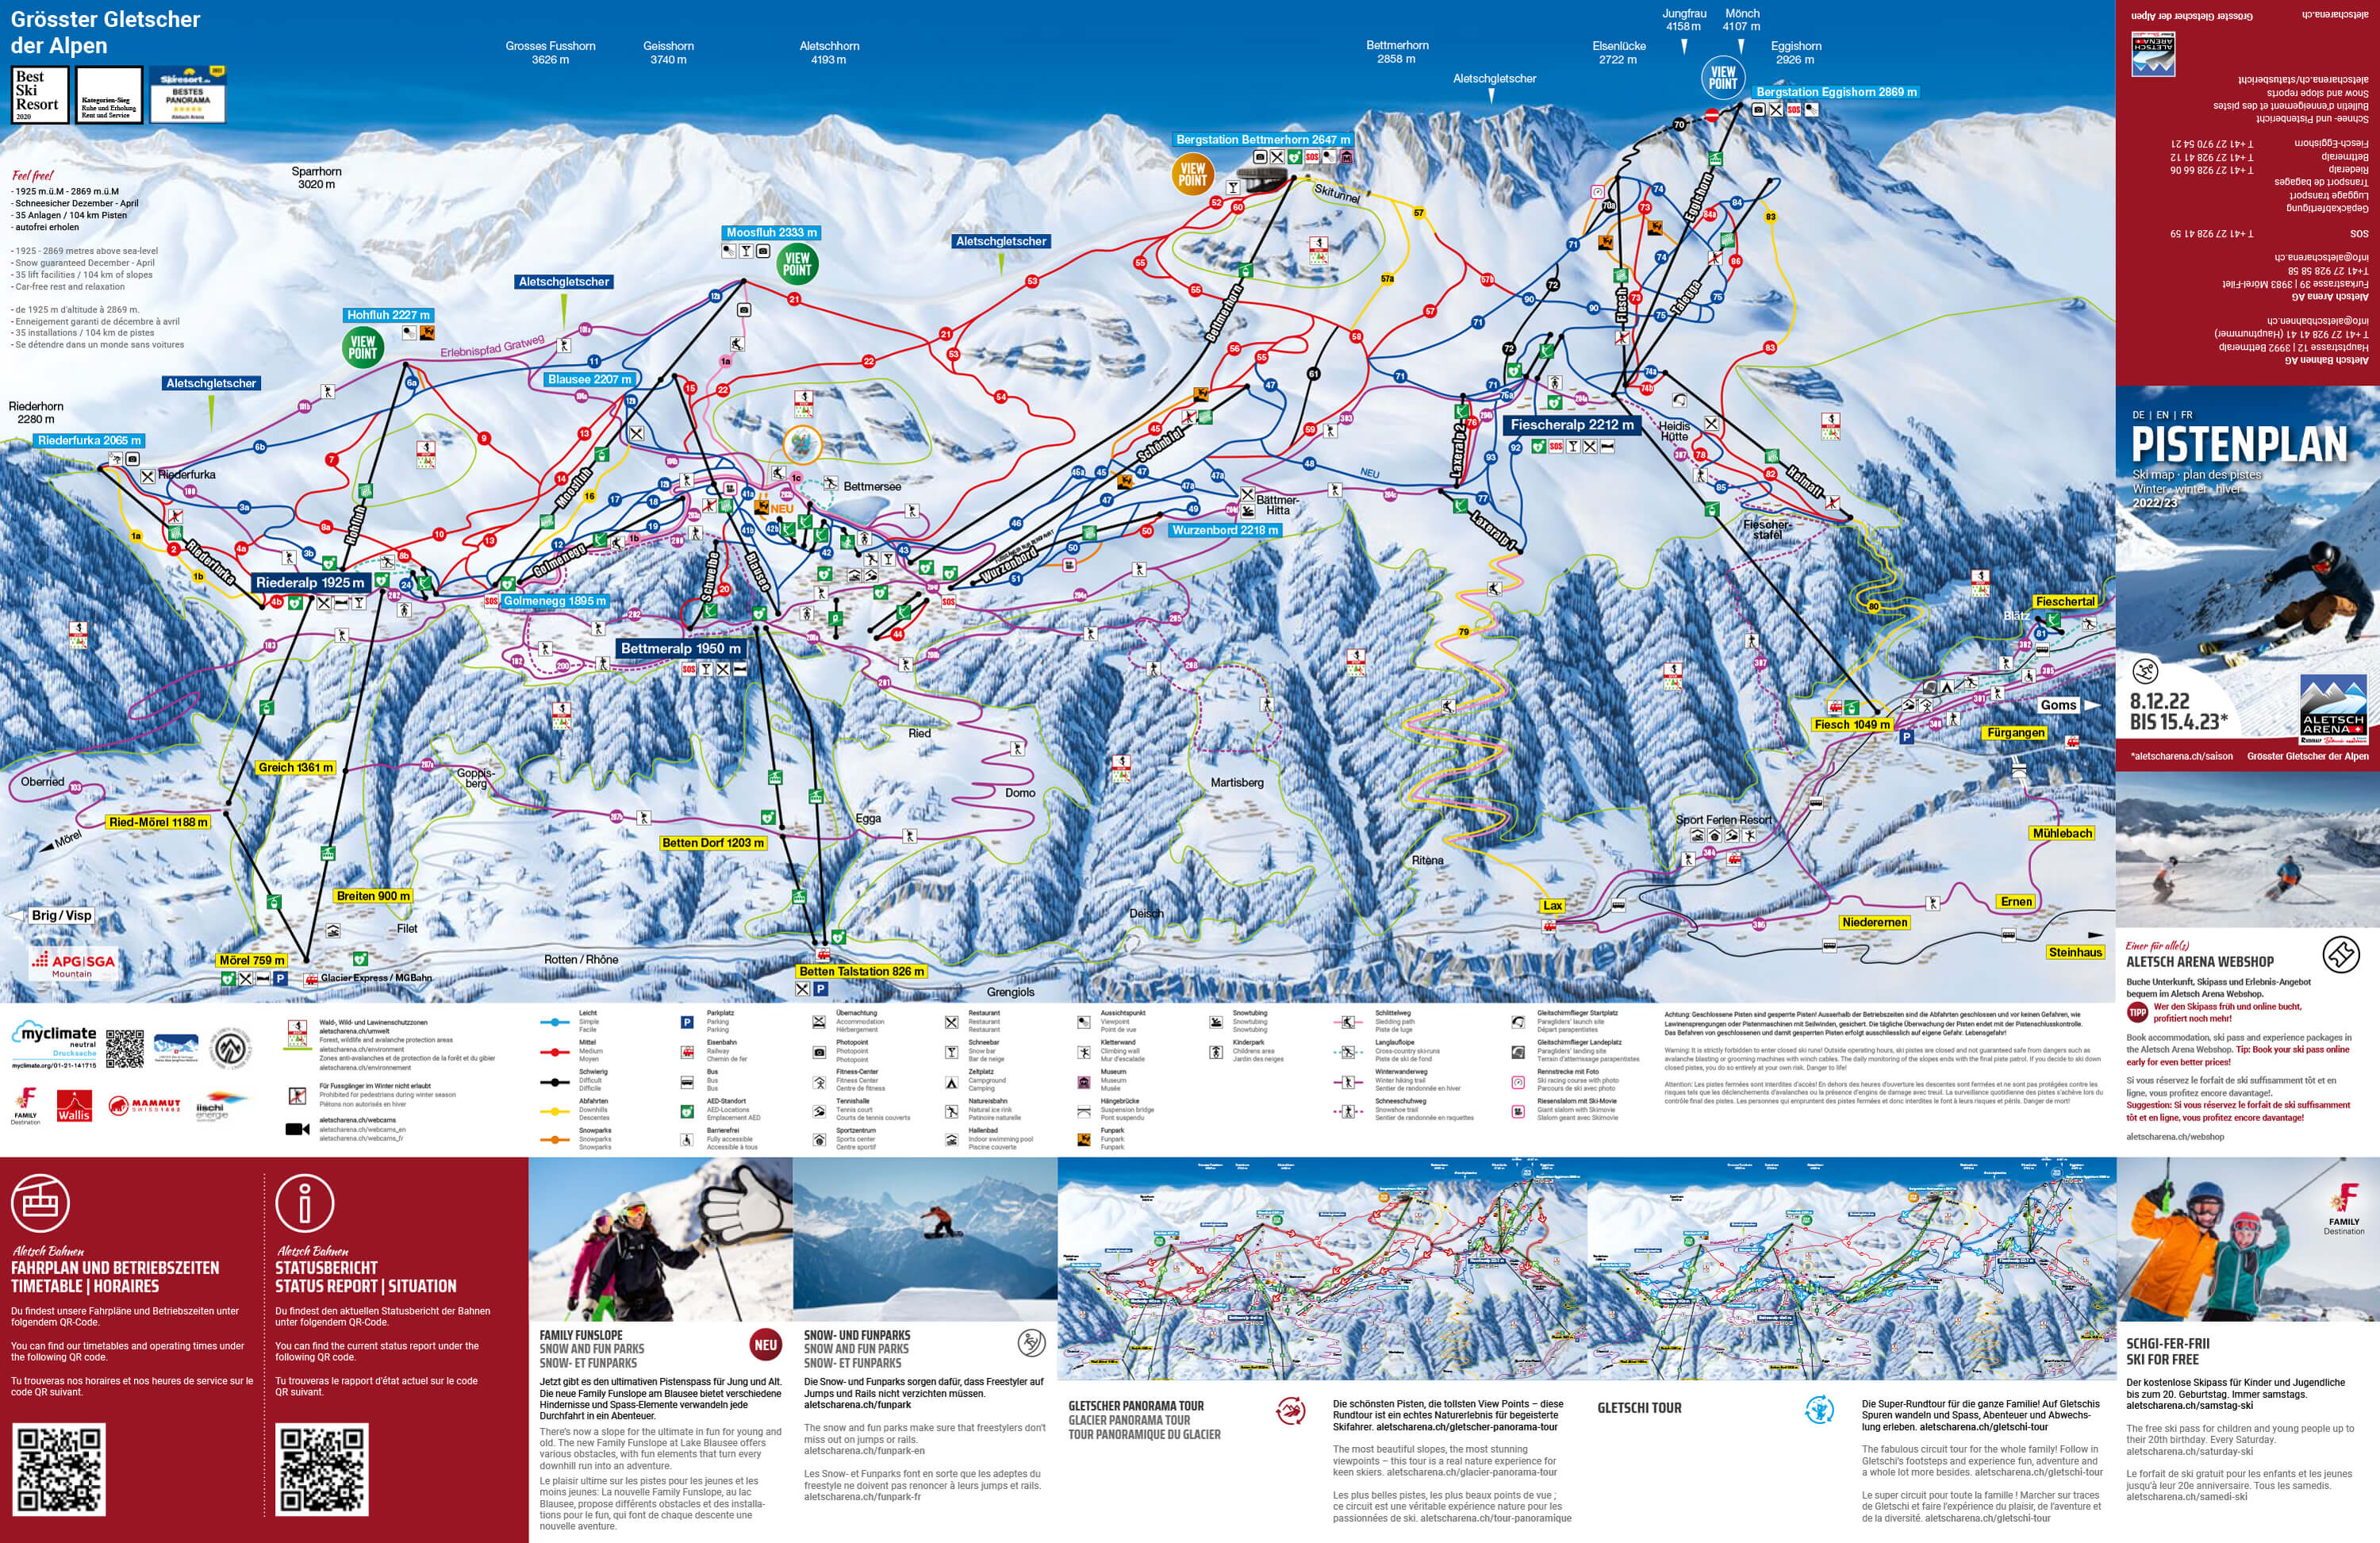 Grösster Gletscher
der Alpen
Best
Ski
Resort
2020
Kategorien-Sieg
Ruhe und Erholung
Rent und Service
Skiresort.de
BESTES
PANORAMA
Aletsch Arena
Feel free!
- 1925 m.ü.M - 2869 m.ü.M
- Schneesicher Dezember - April
- 35 Anlagen / 104 km Pisten
- autofrei erholen
- 1925 - 2869 metres above sea-level
- Snow guaranteed December - April
- 35 lift facilities / 104 km of slopes
- Car-free rest and relaxation
- de 1925 m d'altitude à 2869 m.
- Enneigement garanti de décembre à avril
- 35 installations / 104 km de pistes
- Se détendre dans un monde sans voitures
Grosses Fusshorn
3626 m
Geisshorn
3740 m
Aletschhorn
4193 m
Bettmerhorn
2858 m
Aletschgletscher
Elsenlücke
2722 m
Jungfrau
4158 m
Mönch
4107 m
Eggishorn
2926 m
VIEW
POINT
Bergstation Eggishorn 2869 m
Sparrhorn
3020 m
Bergstation Bettmerhorn 2647 m
VIEW
POINT
Skitunnel
Moosfluh 2333 m
VIEW
POINT
Aletschgletscher
Aletschgletscher
Hohfluh 2227 m
VIEW
POINT
Erlebnispfad Gratweg
Blausee 2207 m
Aletschgletscher
Riederhorn
2280 m
Riederfurka 2065 m
Riederfurka
Riederfurka
Hohfluh
Moosfluh
Bettmerhorn
Schönbiel
Fiesch
Eggishorn
Talegga
Fiescheralp 2212 m
Heidis
Hütte
Heimatt
Laxeralp 2
Laxeralp 1
NEU
NEU
Bettmersee
Bättmer-
Hitta
Wurzenbord 2218 m
Wurzenbord
Fiescher-
stafel
Riederalp 1925 m
Golmenegg
Golmenegg 1895 m
Schweibe
Blausee
Bettmeralp 1950 m
Blätz
Fieschertal
Goms
Fiesch 1049 m
Fürgangen
Mühlebach
Ernen
Niederernen
Steinhaus
Lax
Sport Ferien Resort
Ritena
Martisberg
Deisch
Ried
Domo
Egga
Goppis-
berg
Oberried
Mörel
Greich 1361 m
Ried-Mörel 1188 m
Betten Dorf 1203 m
Breiten 900 m
Brig / Visp
Filet
Mörel 759 m
Glacier Express / MGBahn
Rotten / Rhône
Betten Talstation 826 m
Grengiols
APG|SGA
Mountain
Grösster Gletscher der Alpen
aletscharena.ch
ALETSCH
ARENA
aletscharena.ch/statusbericht
Snow and slope reports
Bulletin d'enneigement et des pistes
Schnee- und Pistenbericht
Fiesch-Eggishorn T +41 27 970 54 21
Bettmeralp T +41 27 928 41 12
Riederalp T +41 27 928 66 06
Transport de bagages
Luggage transport
Gepäckabfertigung
SOS T +41 27 928 41 59
info@aletscharena.ch
T+41 27 928 58 58
Furkastrasse 39 | 3983 Mörel-Filet
Aletsch Arena AG
info@aletschbahnen.ch
T +41 27 928 41 41 (Hauptnummer)
Hauptstrasse 12 | 3992 Bettmeralp
Aletsch Bahnen AG
DE | EN | FR
PISTENPLAN
Ski map · plan des pistes
Winter · winter · hiver
2022/23
8.12.22
BIS 15.4.23*
ALETSCH
ARENA
*aletscharena.ch/saison Grösster Gletscher der Alpen
Einer für alle(s)
ALETSCH ARENA WEBSHOP
Buche Unterkunft, Skipass und Erlebnis-Angebot
bequem im Aletsch Arena Webshop.
TIPP
Wer den Skipass früh und online bucht,
profitiert noch mehr!
Book accommodation, ski pass and experience packages in
the Aletsch Arena Webshop. Tip: Book your ski pass online
early for even better prices!
Si vous réservez le forfait de ski suffisamment tôt et en
ligne, vous profitez encore davantage!.
Suggestion: Si vous réservez le forfait de ski suffisamment
tôt et en ligne, vous profitez encore davantage!
aletscharena.ch/webshop
myclimate
neutral
Drucksache
myclimate.org/01-21-141715
FAMILY
Destination
Wallis
MAMMUT
SWISS 1862
iischi
energie
Wald-, Wild- und Lawinenschutzzonen
aletscharena.ch/umwelt
Forest, wildlife and avalanche protection areas
aletscharena.ch/environment
Zones anti-avalanches et de protection de la forêt et du gibier
aletscharena.ch/environnement
Für Fussgänger im Winter nicht erlaubt
Prohibited for pedestrians during winter season
Piétons non autorisés en hiver
aletscharena.ch/webcams
aletscharena.ch/webcams_en
aletscharena.ch/webcams_fr
Leicht
Simple
Facile
Mittel
Medium
Moyen
Schwierig
Difficult
Difficile
Abfahrten
Downhills
Descentes
Snowparks
Snowparks
Snowparks
Parkplatz
Parking
Parking
Eisenbahn
Railway
Chemin de fer
Bus
Bus
Bus
AED-Standort
AED-Locations
Emplacement AED
Barrierefrei
Fully accessible
Accessible à tous
Übernachtung
Accommodation
Hérbergement
Photopoint
Photopoint
Photopoint
Fitness-Center
Fitness Center
Centre de fitness
Tennishalle
Tennis court
Courts de tennis couverts
Sportzentrum
Sports center
Centre sportif
Restaurant
Restaurant
Restaurant
Schneebar
Snow bar
Bar de neige
Zeltplatz
Campground
Camping
Natureisbahn
Natural ice rink
Patinoire naturelle
Hallenbad
Indoor swimming pool
Piscine couverte
Aussichtspunkt
Viewpoint
Point de vue
Kletterwand
Climbing wall
Mur d'escalade
Museum
Museum
Musée
Hängebrücke
Suspension bridge
Pont suspendu
Funpark
Funpark
Funpark
Snowtubing
Snowtubing
Snowtubing
Kinderpark
Childrens area
Jardin des neiges
Schlittelweg
Sledding path
Piste de luge
Langlaufloipe
Cross-country ski-runs
Piste de ski de fond
Winterwanderweg
Winter hiking trail
Sentier de randonnée en hiver
Schneeschuhweg
Snowshoe trail
Sentier de randonnée en raquettes
Gleitschirmflieger Startplatz
Paragliders' launch site
Départ parapentistes
Gleitschirmflieger Landeplatz
Paragliders' landing site
Terrain d'atterrissage parapentistes
Rennstrecke mit Foto
Ski racing course with photo
Parcours de ski avec photo
Riesenslalom mit Ski-Movie
Giant slalom with Skimovie
Slalom geant avec Skimovie
Achtung: Geschlossene Pisten sind gesperrte Pisten! Ausserhalb der Betriebszeiten sind die Abfahrten geschlossen und vor keinen Gefahren, wie
Lawinensprengungen oder Pistenmaschinen mit Seilwinden, gesichert. Die tägliche Überwachung der Pisten endet mit der Pistenschlusskontrolle.
Das Befahren von geschlossenen und damit gesperrten Pisten erfolgt ausschliesslich auf eigene Gefahr. Lebensgefahr!
Warning: It is strictly forbidden to enter closed ski runs! Outside operating hours, ski pistes are closed and not guaranteed safe from dangers such as
avalanche blasting or grooming machines with winch cables. The daily monitoring of the slopes ends with the final piste patrol. If you decide to ski down
closed pistes, you do so entirely at your own risk. Danger to life!
Attention: Les pistes fermées sont interdites d'accès! En dehors des heures d'ouverture les descentes sont fermées et ne sont pas protégées contre les
risques tels que les déclenchements d'avalanches ou la présence d'engins de damage avec treuil. La surveillance quotidienne des pistes s'achève lors du
contrôle final des pistes. Les personnes qui empruntent des pistes fermées et donc interdites le font à leurs risques et périls. Danger de mort!
Aletsch Bahnen
FAHRPLAN UND BETRIEBSZEITEN
TIMETABLE | HORAIRES
Du findest unsere Fahrpläne und Betriebszeiten unter
folgendem QR-Code.
You can find our timetables and operating times under
the following QR code.
Tu trouveras nos horaires et nos heures de service sur le
code QR suivant.
Aletsch Bahnen
STATUSBERICHT
STATUS REPORT | SITUATION
Du findest den aktuellen Statusbericht der Bahnen
unter folgendem QR-Code.
You can find the current status report under the
following QR code.
Tu trouveras le rapport d'état actuel sur le code
QR suivant.
FAMILY FUNSLOPE
SNOW AND FUN PARKS
SNOW- ET FUNPARKS
NEU
Jetzt gibt es den ultimativen Pistenspass für Jung und Alt.
Die neue Family Funslope am Blausee bietet verschiedene
Hindernisse und Spass-Elemente verwandeln jede
Durchfahrt in ein Abenteuer.
There's now a slope for the ultimate in fun for young and
old. The new Family Funslope at Lake Blausee offers
various obstacles, with fun elements that turn every
downhill run into an adventure.
Le plaisir ultime sur les pistes pour les jeunes et les
moins jeunes: La nouvelle Family Funslope, au lac
Blausee, propose différents obstacles et des installa-
tions pour le fun, qui font de chaque descente une
nouvelle aventure.
SNOW- UND FUNPARKS
SNOW AND FUN PARKS
SNOW- ET FUNPARKS
Die Snow- und Funparks sorgen dafür, dass Freestyler auf
Jumps und Rails nicht verzichten müssen.
aletscharena.ch/funpark
The snow and fun parks make sure that freestylers don't
miss out on jumps or rails.
aletscharena.ch/funpark-en
Les Snow- et Funparks font en sorte que les adeptes du
freestyle ne doivent pas renoncer à leurs jumps et rails.
aletscharena.ch/funpark-fr
GLETSCHER PANORAMA TOUR
GLACIER PANORAMA TOUR
TOUR PANORAMIQUE DU GLACIER
Die schönsten Pisten, die tollsten View Points – diese
Rundtour ist ein echtes Naturerlebnis für begeisterte
Skifahrer. aletscharena.ch/gletscher-panorama-tour
The most beautiful slopes, the most stunning
viewpoints – this tour is a real nature experience for
keen skiers. aletscharena.ch/glacier-panorama-tour
Les plus belles pistes, les plus beaux points de vue ;
ce circuit est une véritable expérience nature pour les
passionnées de ski. aletscharena.ch/tour-panoramique
GLETSCHI TOUR
Die Super-Rundtour für die ganze Familie! Auf Gletschis
Spuren wandeln und Spass, Abenteuer und Abwechs-
lung erleben. aletscharena.ch/gletschi-tour
The fabulous circuit tour for the whole family! Follow in
Gletschi's footsteps and experience fun, adventure and
a whole lot more besides. aletscharena.ch/gletschi-tour
Le super circuit pour toute la famille ! Marcher sur traces
de Gletschi et faire l'expérience du plaisir, de l'aventure et
de la diversité. aletscharena.ch/gletschi-tour
FAMILY
Destination
SCHGI-FER-FRII
SKI FOR FREE
Der kostenlose Skipass für Kinder und Jugendliche
bis zum 20. Geburtstag. Immer samstags.
aletscharena.ch/samstag-ski
The free ski pass for children and young people up to
their 20th birthday. Every Saturday.
aletscharena.ch/saturday-ski
Le forfait de ski gratuit pour les enfants et les jeunes
jusqu'à leur 20e anniversaire. Tous les samedis.
aletscharena.ch/samedi-ski